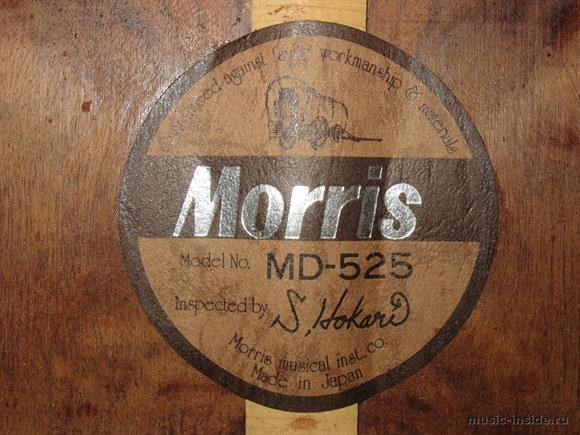 Guaranteed against faulty workmanship & materials
Morris
Model No. MD-525
Inspected by S. Hokari
Morris musical inst. co.
Made in Japan
music-inside.ru